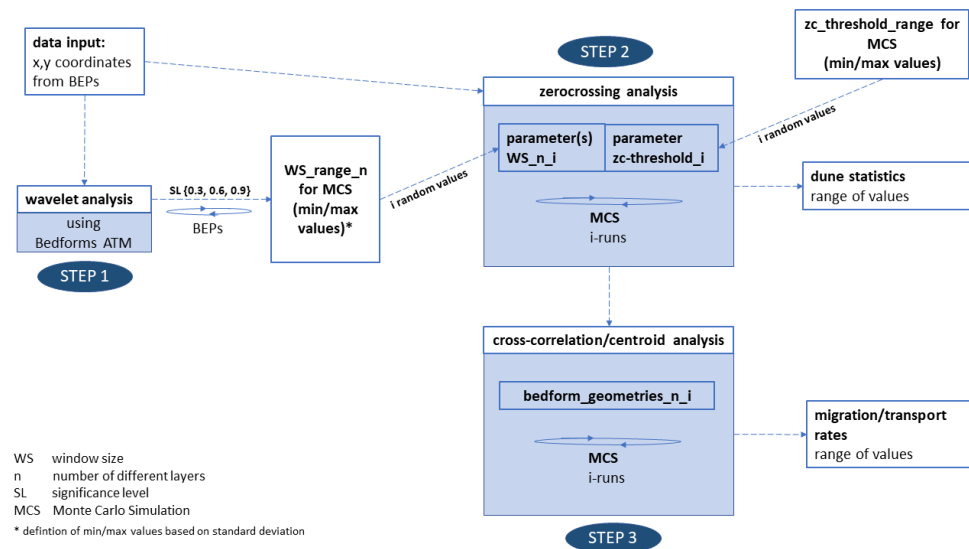 data input:
x,y coordinates
from BEPs
STEP 2
zc_threshold_range for
MCS
(min/max values)
zerocrossing analysis
parameter(s)
WS_n_i
parameter
zc-threshold_i
i random values
MCS
i-runs
dune statistics
range of values
wavelet analysis
using
Bedforms ATM
STEP 1
SL {0.3, 0.6, 0.9}
BEPs
WS_range_n
for MCS
(min/max
values)*
i random values
cross-correlation/centroid analysis
bedform_geometries_n_i
MCS
i-runs
migration/transport
rates
range of values
STEP 3
WS window size
n number of different layers
SL significance level
MCS Monte Carlo Simulation
* defintion of min/max values based on standard deviation